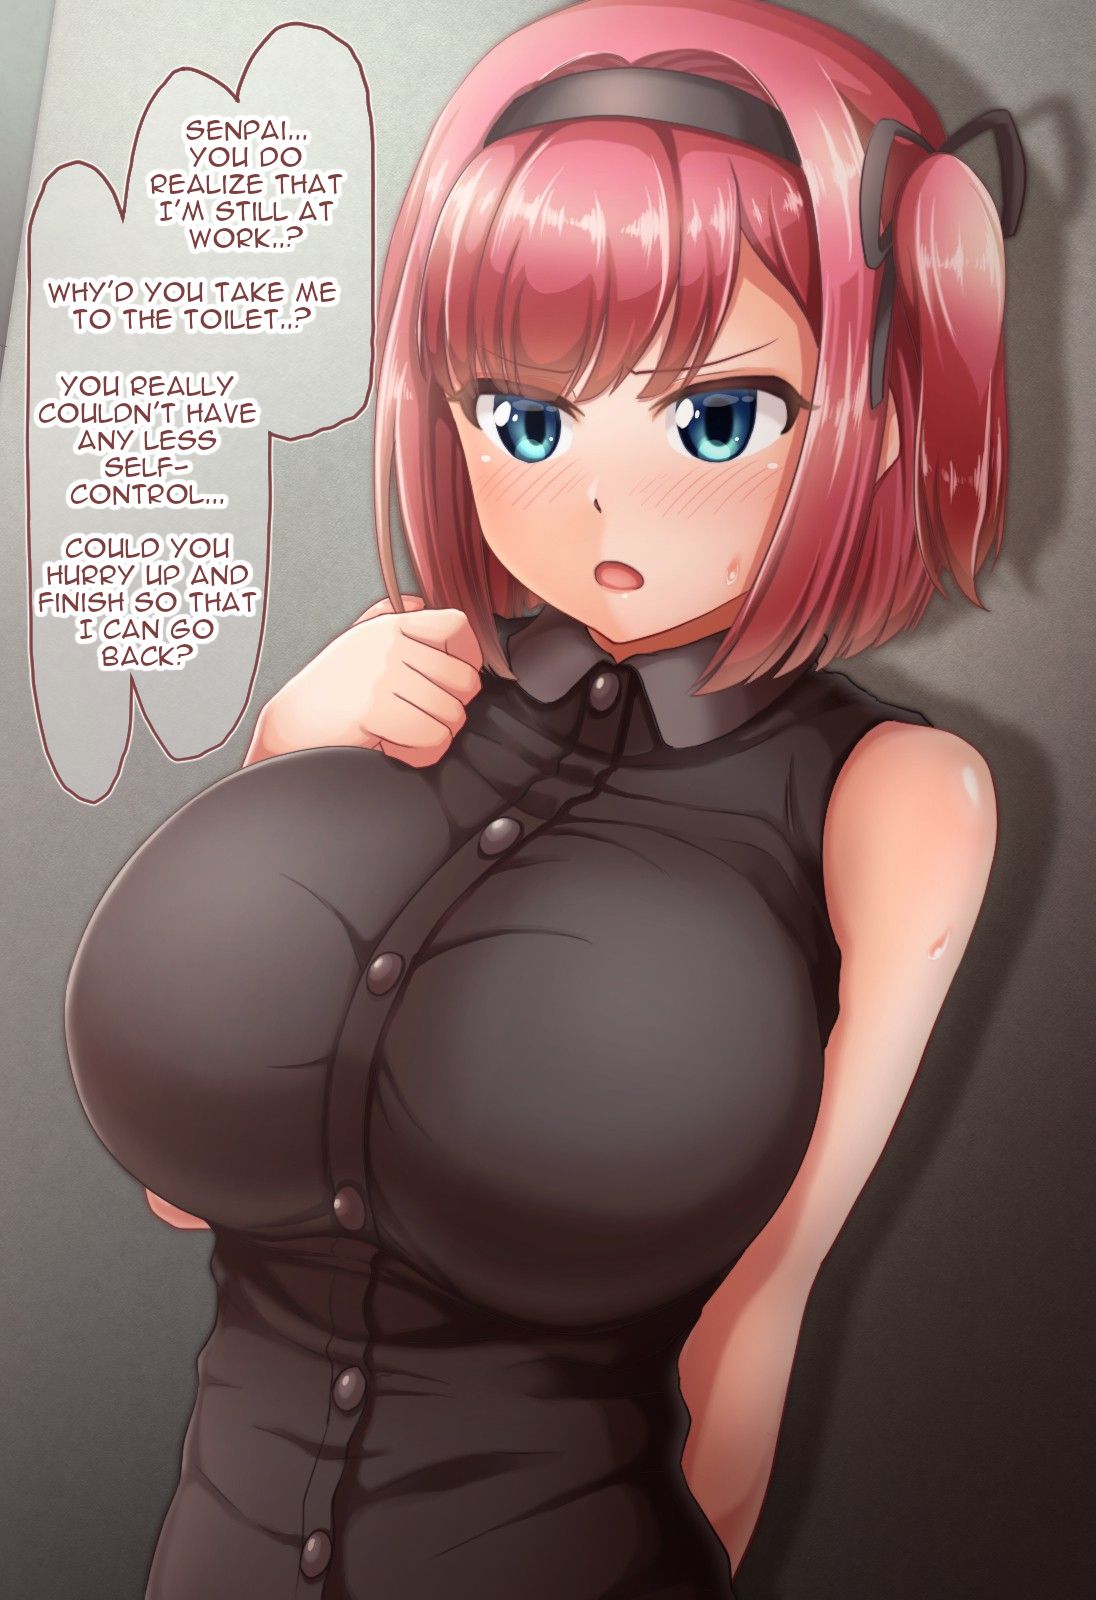 SENPAI...
YOU DO
REALIZE THAT
I'M STILL AT
WORK..?
WHY'D YOU TAKE ME
TO THE TOILET..?
YOU REALLY
COULDN'T HAVE
ANY LESS
SELF-
CONTROL...
COULD YOU
HURRY UP AND
FINISH SO THAT
I CAN GO
BACK?